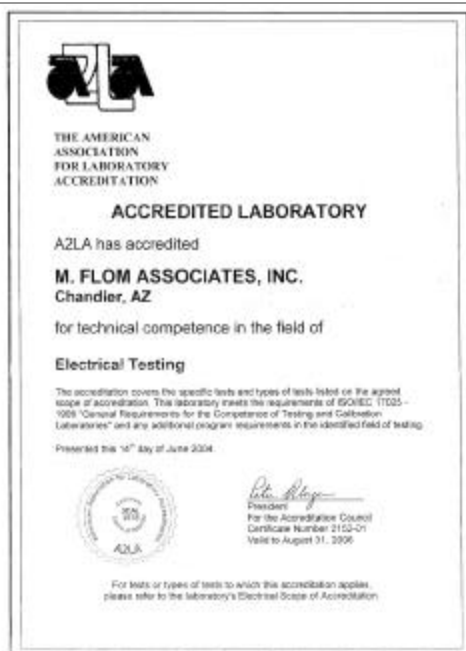 A2LA
THE AMERICAN
ASSOCIATION
FOR LABORATORY
ACCREDITATION
ACCREDITED LABORATORY
A2LA has accredited
M. FLOM ASSOCIATES, INC.
Chandler, AZ
for technical competence in the field of
Electrical Testing
The accreditation covers the specific tests and types of tests listed on the agreed
scope of accreditation. This laboratory meets the requirements of ISO/IEC 17025 -
1999 "General Requirements for the Competence of Testing and Calibration
Laboratories" and any additional program requirements in the identified field of testing.
Presented this 14th day of June 2004.
SEAL
A2LA
President
For the Accreditation Council
Certificate Number 2152-01
Valid to August 31, 2006
For tests or types of tests to which this accreditation applies,
please refer to the laboratory's Electrical Scope of Accreditation